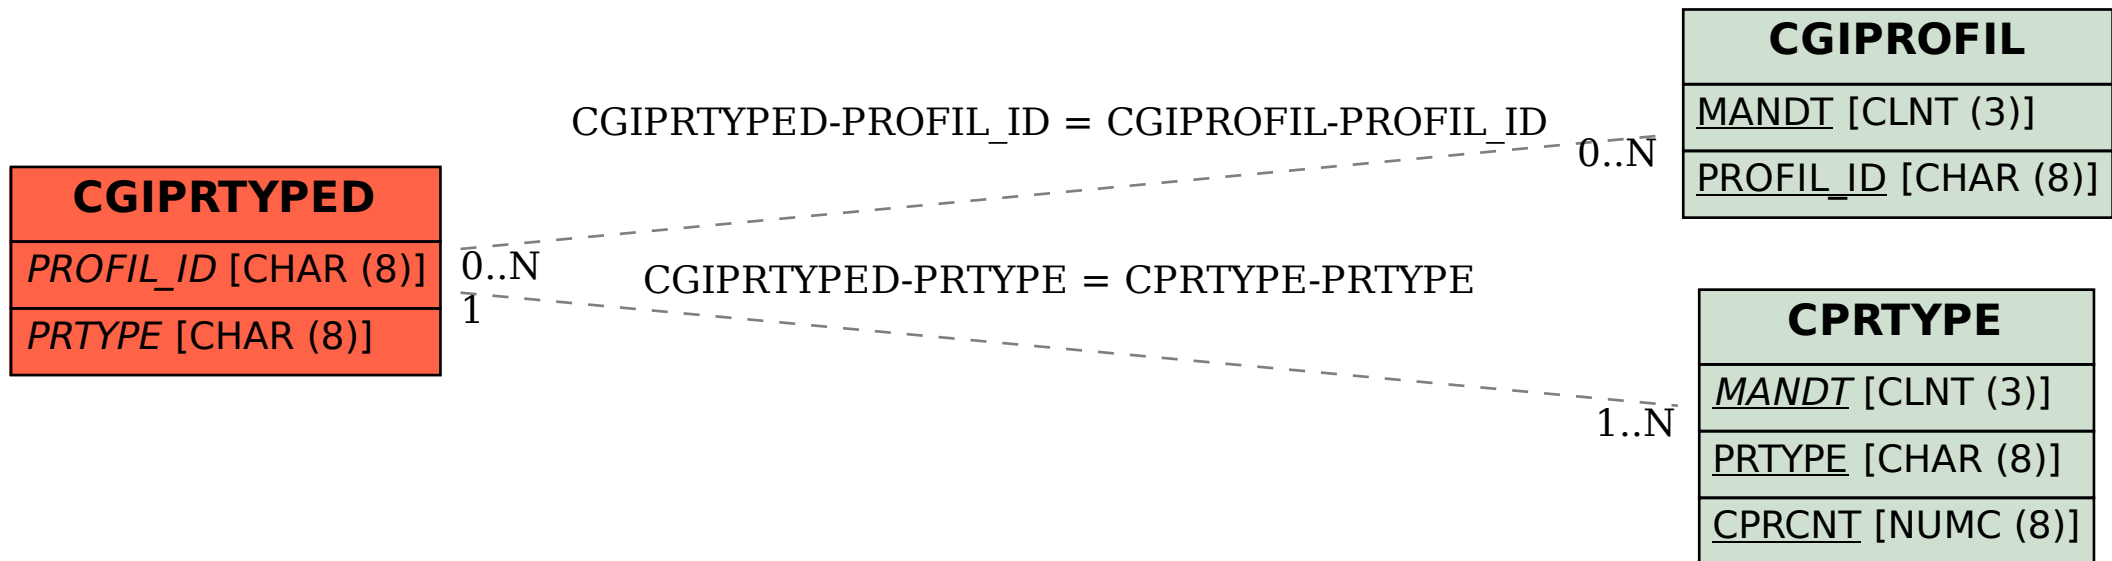 CGIPROFIL
MANDT [CLNT (3)]
PROFIL_ID [CHAR (8)]
CGIPRTYPED-PROFIL_ID = CGIPROFIL-PROFIL_ID
0..N
CGIPRTYPED
PROFIL_ID [CHAR (8)]
PRTYPE [CHAR (8)]
0..N
1
CGIPRTYPED-PRTYPE = CPRTYPE-PRTYPE
1..N
CPRTYPE
MANDT [CLNT (3)]
PRTYPE [CHAR (8)]
CPRCNT [NUMC (8)]